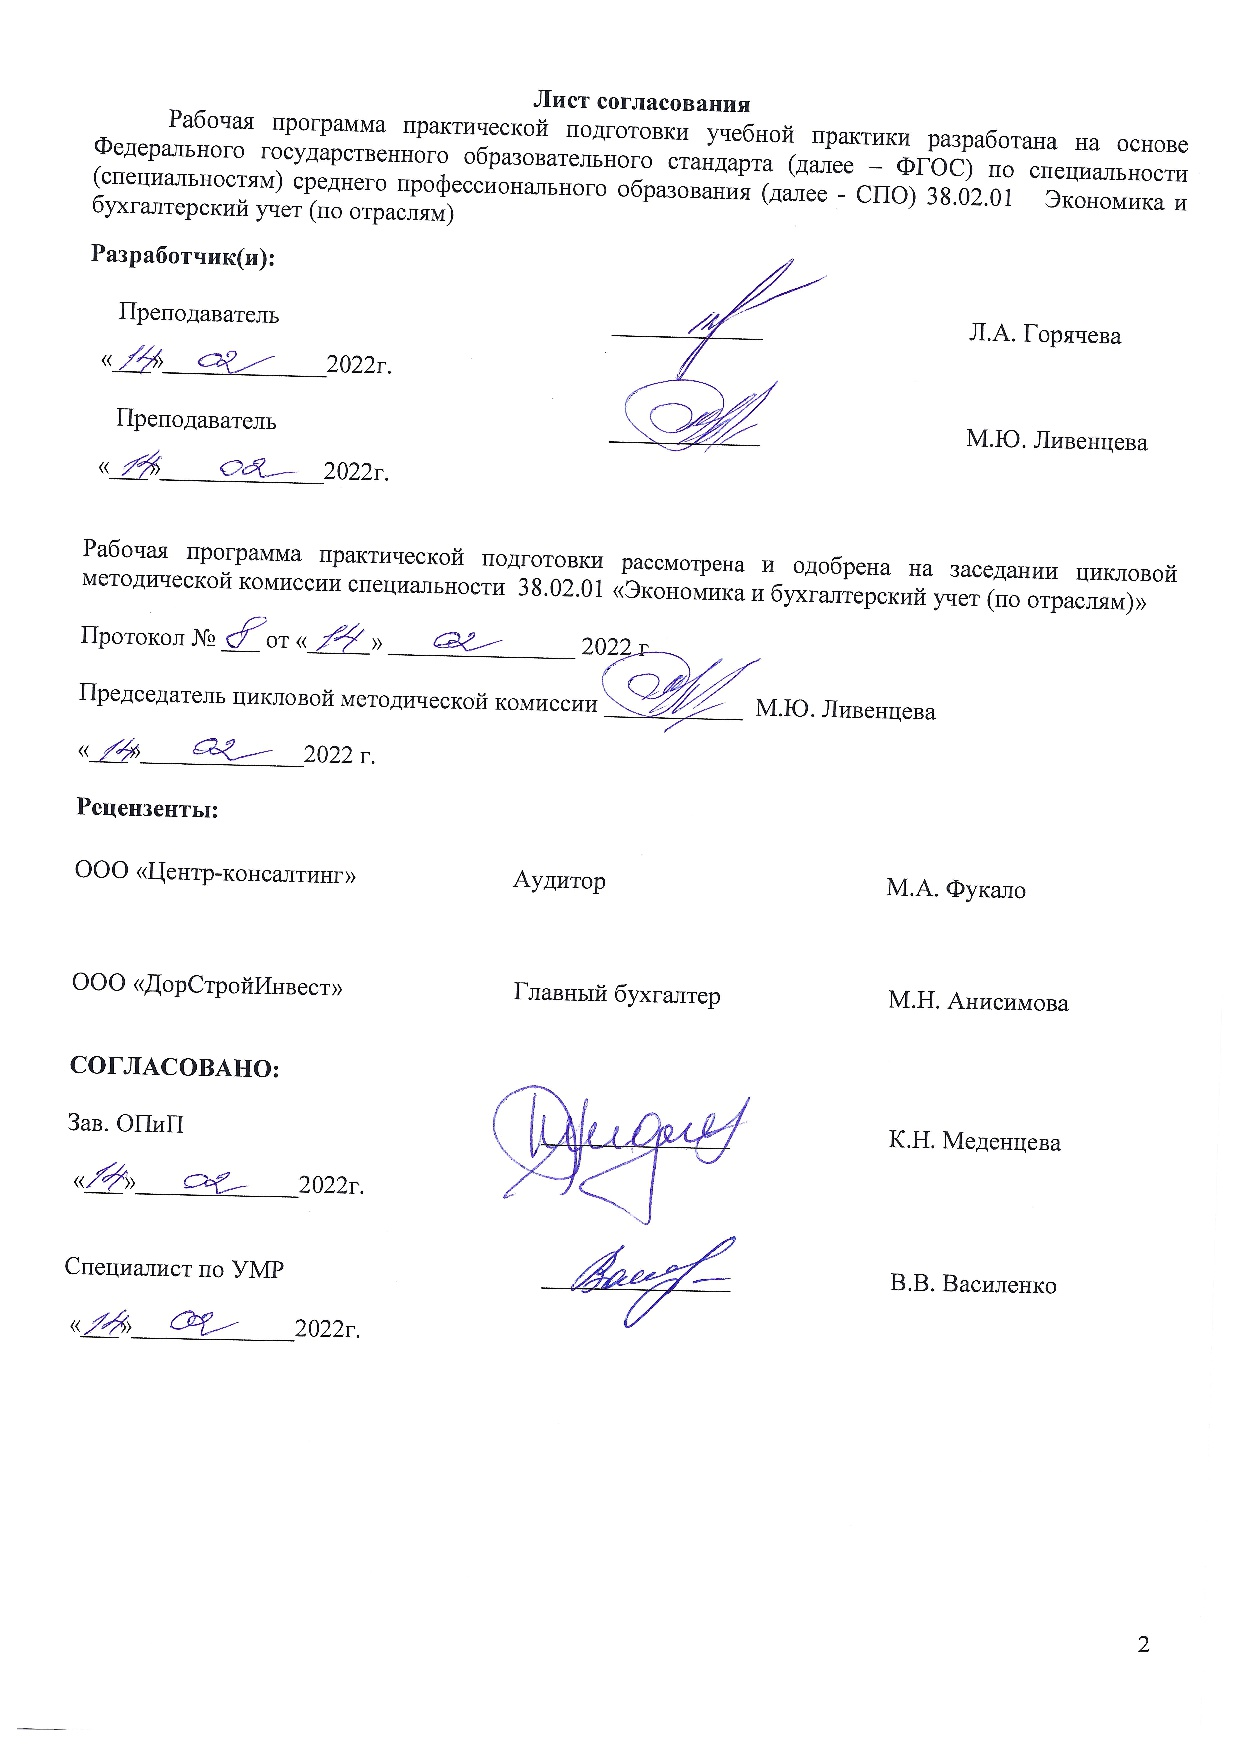 Лист согласования
Рабочая программа практической подготовки учебной практики разработана на основе
Федерального государственного образовательного стандарта (далее – ФГОС) по специальности
(специальностям) среднего профессионального образования (далее - СПО) 38.02.01 Экономика и
бухгалтерский учет (по отраслям)
Разработчик(и):
Преподаватель Л.А. Горячева
«14» 02 2022г.
Преподаватель М.Ю. Ливенцева
«14» 02 2022г.
Рабочая программа практической подготовки рассмотрена и одобрена на заседании цикловой
методической комиссии специальности 38.02.01 «Экономика и бухгалтерский учет (по отраслям)»
Протокол № 8 от «14» 02 2022 г
Председатель цикловой методической комиссии М.Ю. Ливенцева
«14» 02 2022 г.
Рецензенты:
ООО «Центр-консалтинг» Аудитор М.А. Фукало
ООО «ДорСтройИнвест» Главный бухгалтер М.Н. Анисимова
СОГЛАСОВАНО:
Зав. ОПиП К.Н. Меденцева
«14» 02 2022г.
Специалист по УМР В.В. Василенко
«14» 02 2022г.
2